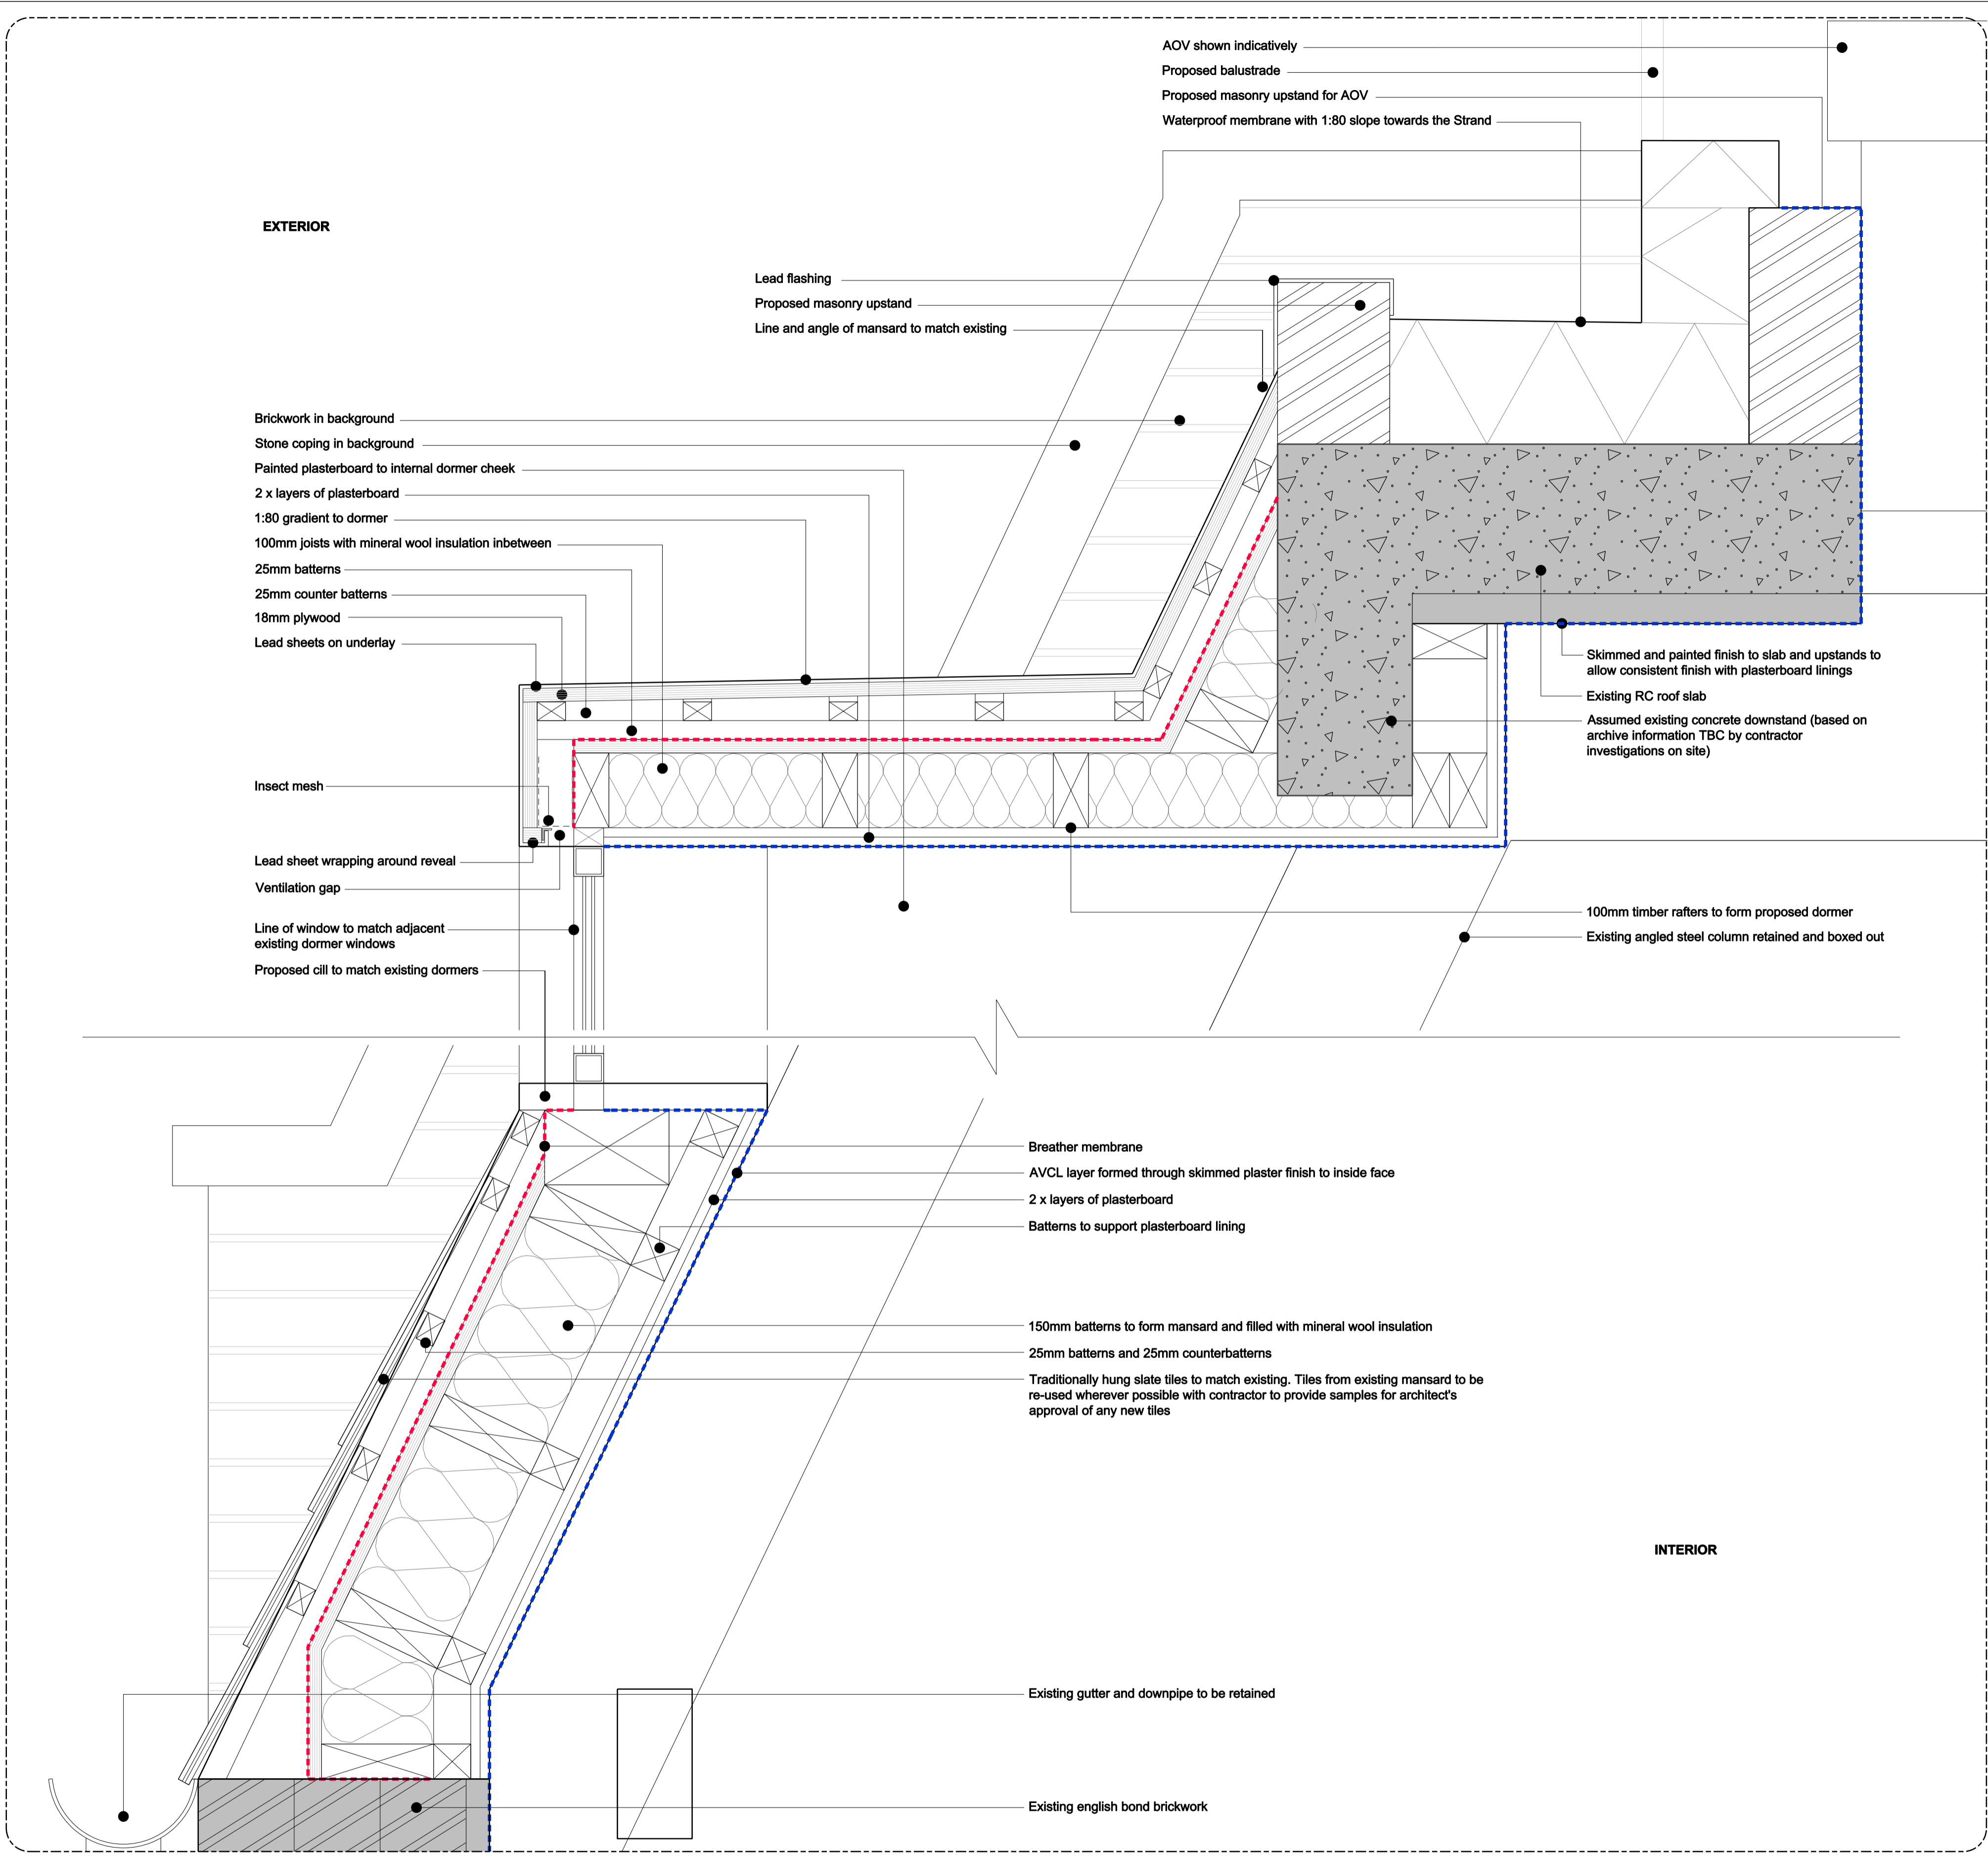 AOV shown indicatively
Proposed balustrade
Proposed masonry upstand for AOV
Waterproof membrane with 1:80 slope towards the Strand
EXTERIOR
Lead flashing
Proposed masonry upstand
Line and angle of mansard to match existing
Brickwork in background
Stone coping in background
Painted plasterboard to internal dormer cheek
2 x layers of plasterboard
1:80 gradient to dormer
100mm joists with mineral wool insulation inbetween
25mm batterns
25mm counter batterns
18mm plywood
Lead sheets on underlay
Skimmed and painted finish to slab and upstands to
allow consistent finish with plasterboard linings
Existing RC roof slab
Assumed existing concrete downstand (based on
archive information TBC by contractor
investigations on site)
Insect mesh
Lead sheet wrapping around reveal
Ventilation gap
Line of window to match adjacent
existing dormer windows
Proposed cill to match existing dormers
100mm timber rafters to form proposed dormer
Existing angled steel column retained and boxed out
Breather membrane
AVCL layer formed through skimmed plaster finish to inside face
2 x layers of plasterboard
Batterns to support plasterboard lining
150mm batterns to form mansard and filled with mineral wool insulation
25mm batterns and 25mm counterbatterns
Traditionally hung slate tiles to match existing. Tiles from existing mansard to be
re-used wherever possible with contractor to provide samples for architect's
approval of any new tiles
INTERIOR
Existing gutter and downpipe to be retained
Existing english bond brickwork